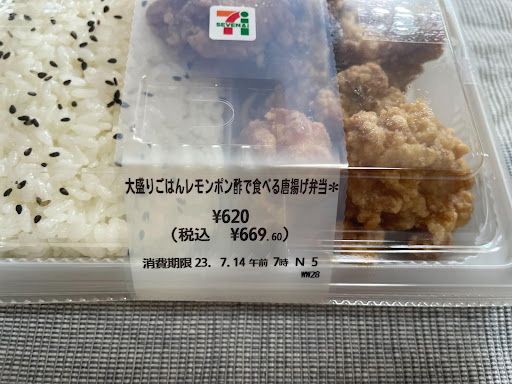 7
SEVEN&i
大盛りごはんレモンポン酢で食べる唐揚げ弁当*
¥620
(税込 ¥669.60)
消費期限 23. 7.14 午前 7時 N 5
WW28